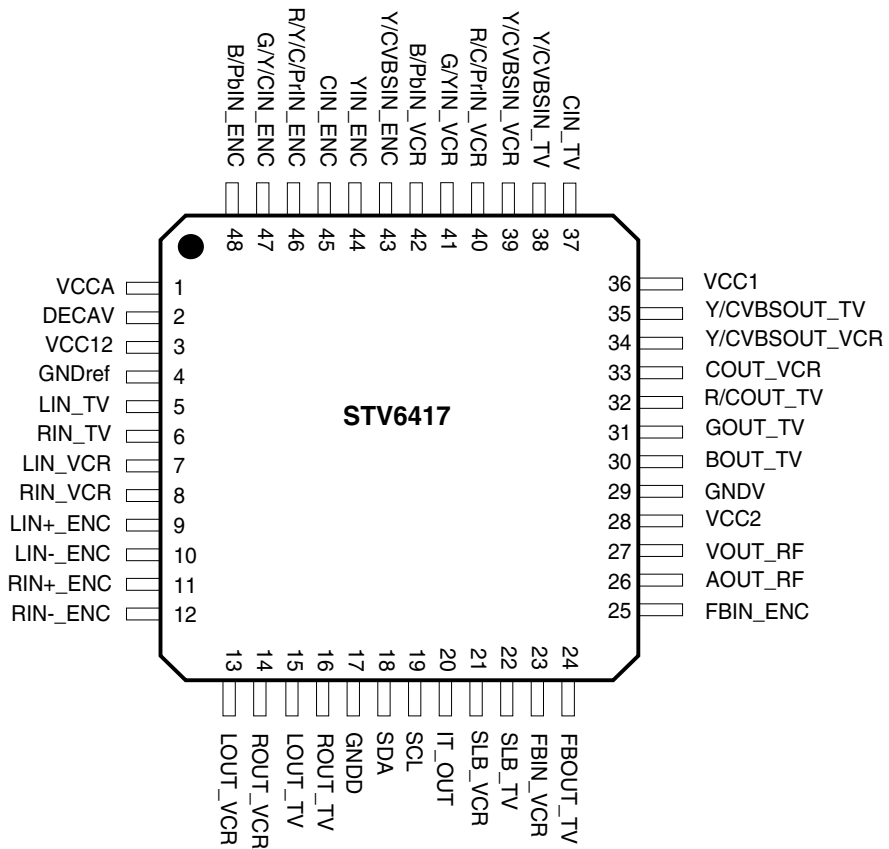 B/PbIN_ENC
G/Y/CIN_ENC
R/Y/C/PrIN_ENC
CIN_ENC
YIN_ENC
Y/CVBSIN_ENC
B/PbIN_VCR
G/YIN_VCR
R/C/PrIN_VCR
Y/CVBSIN_VCR
Y/CVBSIN_TV
CIN_TV
48 47 46 45 44 43 42 41 40 39 38 37
VCCA 1
DECAV 2
VCC12 3
GNDref 4
LIN_TV 5
RIN_TV 6
LIN_VCR 7
RIN_VCR 8
LIN+_ENC 9
LIN-_ENC 10
RIN+_ENC 11
RIN-_ENC 12
STV6417
36 VCC1
35 Y/CVBSOUT_TV
34 Y/CVBSOUT_VCR
33 COUT_VCR
32 R/COUT_TV
31 GOUT_TV
30 BOUT_TV
29 GNDV
28 VCC2
27 VOUT_RF
26 AOUT_RF
25 FBIN_ENC
13 14 15 16 17 18 19 20 21 22 23 24
LOUT_VCR
ROUT_VCR
LOUT_TV
ROUT_TV
GNDD
SDA
SCL
IT_OUT
SLB_VCR
SLB_TV
FBIN_VCR
FBOUT_TV